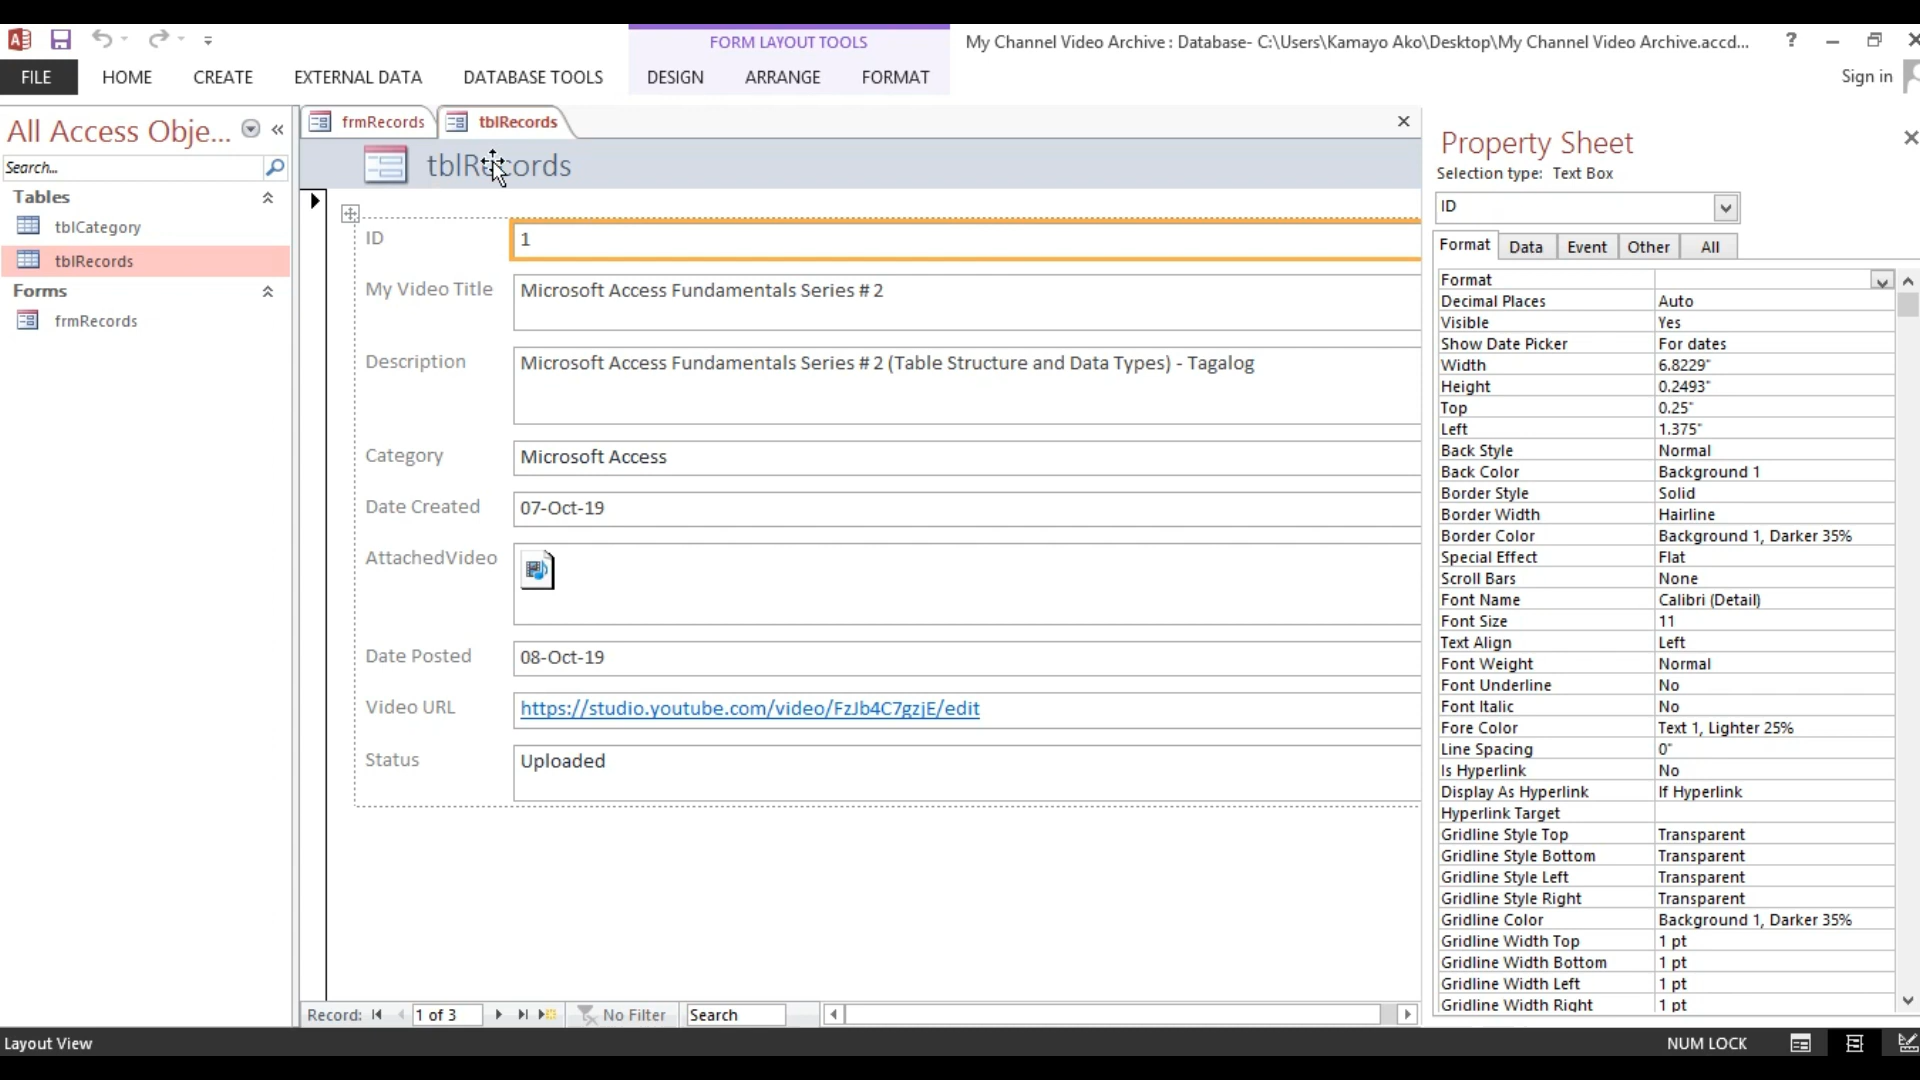 FORM LAYOUT TOOLS
My Channel Video Archive : Database- C:\Users\Kamayo Ako\Desktop\My Channel Video Archive.accd...
?
FILE
HOME
CREATE
EXTERNAL DATA
DATABASE TOOLS
DESIGN
ARRANGE
FORMAT
Sign in
All Access Obje...
Search...
Tables
tblCategory
tblRecords
Forms
frmRecords
frmRecords
tblRecords
tblRecords
ID
1
My Video Title
Microsoft Access Fundamentals Series # 2
Description
Microsoft Access Fundamentals Series # 2 (Table Structure and Data Types) - Tagalog
Category
Microsoft Access
Date Created
07-Oct-19
AttachedVideo
Date Posted
08-Oct-19
Video URL
https://studio.youtube.com/video/FzJb4C7gzjE/edit
Status
Uploaded
Record:
1 of 3
No Filter
Search
Property Sheet
Selection type: Text Box
ID
Format
Data
Event
Other
All
Format
Decimal Places Auto
Visible Yes
Show Date Picker For dates
Width 6.8229"
Height 0.2493"
Top 0.25"
Left 1.375"
Back Style Normal
Back Color Background 1
Border Style Solid
Border Width Hairline
Border Color Background 1, Darker 35%
Special Effect Flat
Scroll Bars None
Font Name Calibri (Detail)
Font Size 11
Text Align Left
Font Weight Normal
Font Underline No
Font Italic No
Fore Color Text 1, Lighter 25%
Line Spacing 0"
Is Hyperlink No
Display As Hyperlink If Hyperlink
Hyperlink Target
Gridline Style Top Transparent
Gridline Style Bottom Transparent
Gridline Style Left Transparent
Gridline Style Right Transparent
Gridline Color Background 1, Darker 35%
Gridline Width Top 1 pt
Gridline Width Bottom 1 pt
Gridline Width Left 1 pt
Gridline Width Right 1 pt
Layout View
NUM LOCK